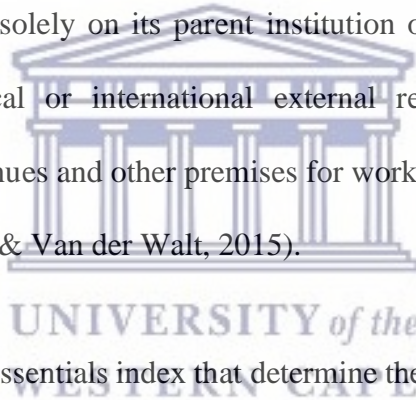 solely on its parent institution o
cal or international external re
nues and other premises for work
& Van der Walt, 2015).
UNIVERSITY of the
ssentials index that determine the
WESTERN CAPE